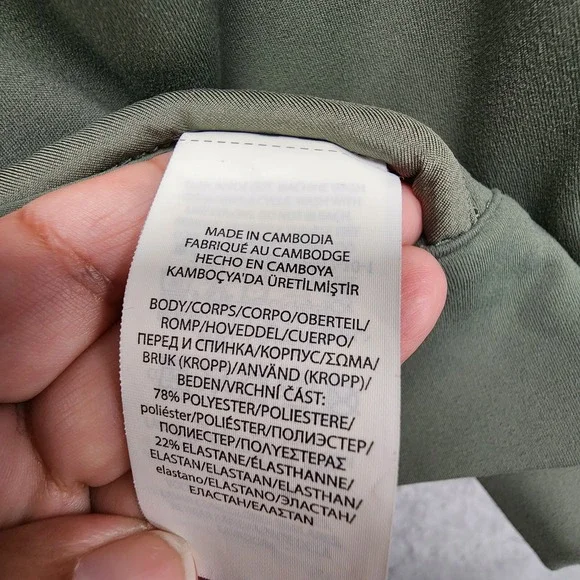 MADE IN CAMBODIA
FABRIQUÉ AU CAMBODGE
HECHO EN CAMBOYA
KAMBOÇYA'DA ÜRETİLMİŞTİR
BODY/CORPS/CORPO/OBERTEIL/
ROMP/HOVEDDEL/CUERPO/
ПЕРЕД И СПИНКА/КОРПУС/ΣΩΜΑ/
BRUK (KROPP)/ANVÄND (KROPP)/
BEDEN/VRCHNÍ ČÁST:
78% POLYESTER/POLIESTERE/
poliéster/POLIÉSTER/ПОЛИЭСТЕР/
ПОЛИЕСТЕР/ΠΟΛΥΕΣΤΕΡΑΣ
22% ELASTANE/ÉLASTHANNE/
ELASTAN/ELASTAAN/ELASTHAN/
elastano/ELASTANO/ЭЛАСТАН/
ЕЛАСТАН/ΕΛΑΣΤΑΝ